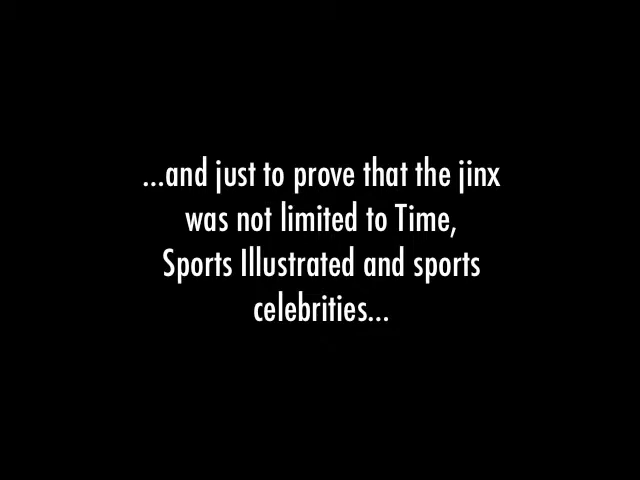 ...and just to prove that the jinx
was not limited to Time,
Sports Illustrated and sports
celebrities...